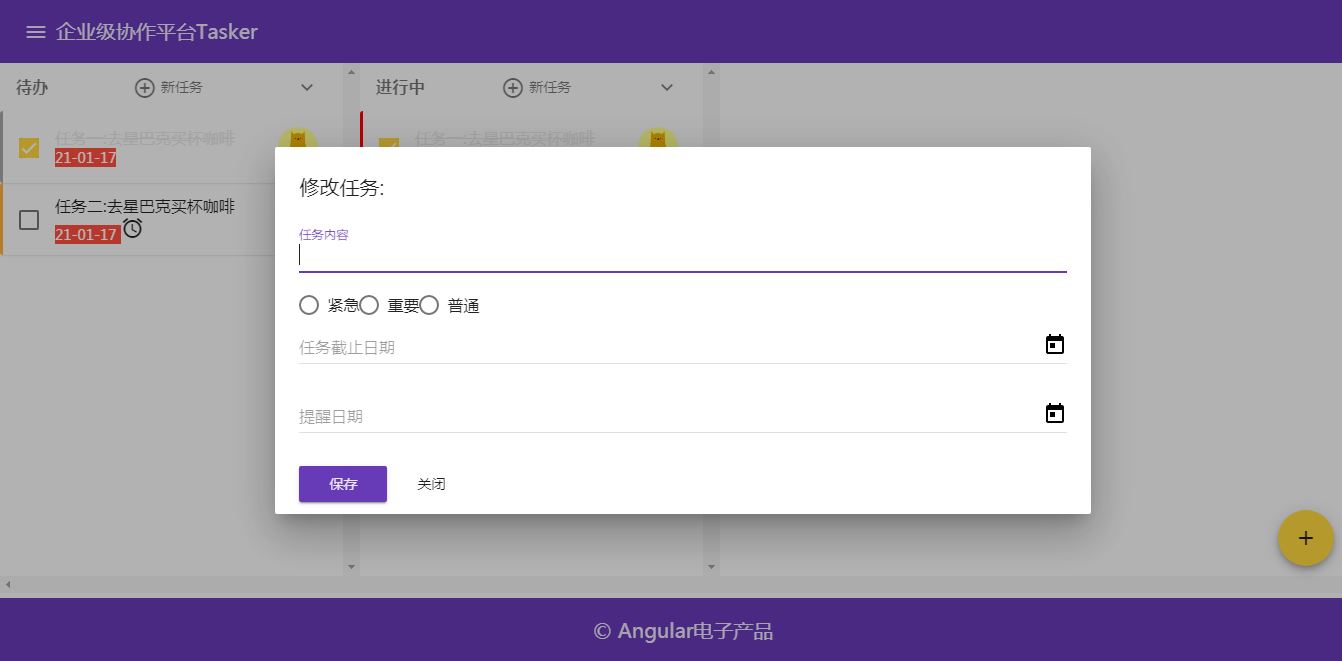 企业级协作平台Tasker
待办
新任务
进行中
新任务
任务一:去星巴克买杯咖啡
21-01-17
任务一:去星巴克买杯咖啡
任务二:去星巴克买杯咖啡
21-01-17
修改任务:
任务内容
紧急 重要 普通
任务截止日期
提醒日期
保存 关闭
© Angular电子产品